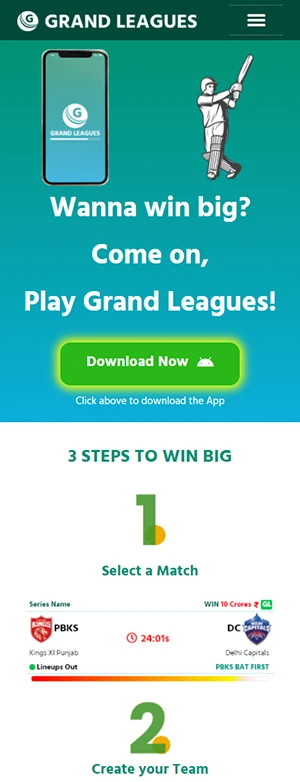 G GRAND LEAGUES
G
GRAND LEAGUES
Wanna win big?
Come on,
Play Grand Leagues!
Download Now
Click above to download the App
3 STEPS TO WIN BIG
1
Select a Match
Series Name WIN 10 Crores ₹ GL
KINGS PBKS DC DELHI CAPITALS
24:01s
Kings XI Punjab Delhi Capitals
Lineups Out PBKS BAT FIRST
2
Create your Team